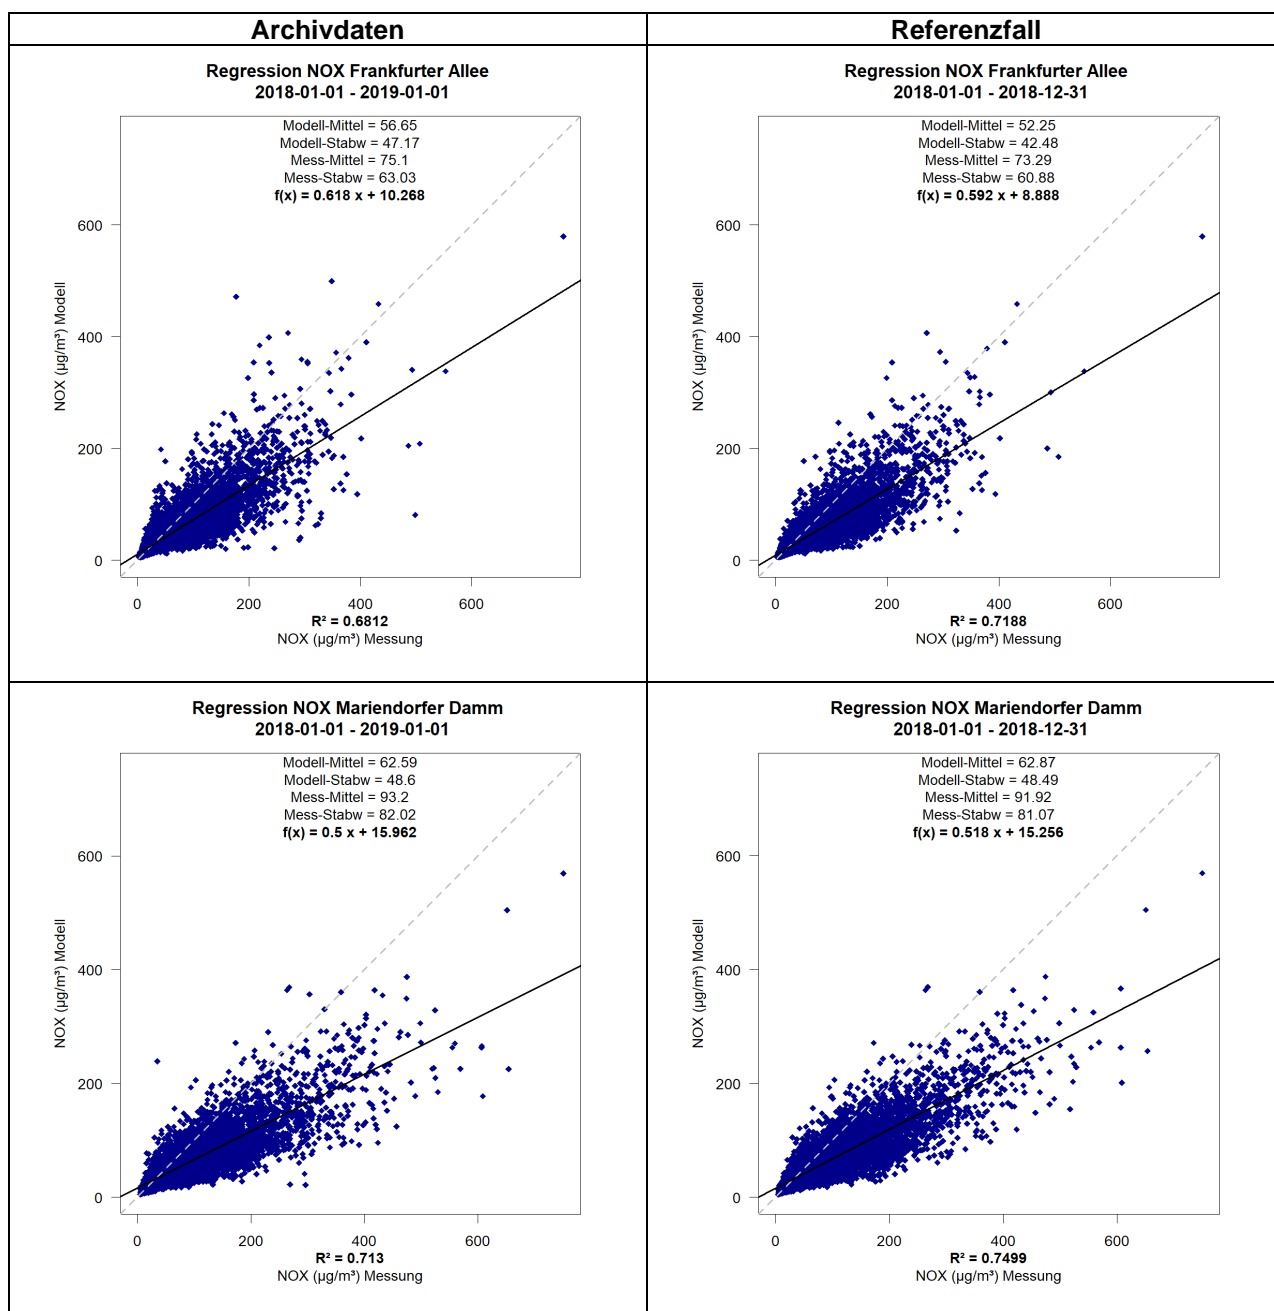 Archivdaten
Referenzfall
Regression NOX Frankfurter Allee
2018-01-01 - 2019-01-01
Modell-Mittel = 56.65
Modell-Stabw = 47.17
Mess-Mittel = 75.1
Mess-Stabw = 63.03
f(x) = 0.618 x + 10.268
NOX (µg/m³) Modell
600
400
200
0
0 200 400 600
R² = 0.6812
NOX (µg/m³) Messung
Regression NOX Frankfurter Allee
2018-01-01 - 2018-12-31
Modell-Mittel = 52.25
Modell-Stabw = 42.48
Mess-Mittel = 73.29
Mess-Stabw = 60.88
f(x) = 0.592 x + 8.888
NOX (µg/m³) Modell
600
400
200
0
0 200 400 600
R² = 0.7188
NOX (µg/m³) Messung
Regression NOX Mariendorfer Damm
2018-01-01 - 2019-01-01
Modell-Mittel = 62.59
Modell-Stabw = 48.6
Mess-Mittel = 93.2
Mess-Stabw = 82.02
f(x) = 0.5 x + 15.962
NOX (µg/m³) Modell
600
400
200
0
0 200 400 600
R² = 0.713
NOX (µg/m³) Messung
Regression NOX Mariendorfer Damm
2018-01-01 - 2018-12-31
Modell-Mittel = 62.87
Modell-Stabw = 48.49
Mess-Mittel = 91.92
Mess-Stabw = 81.07
f(x) = 0.518 x + 15.256
NOX (µg/m³) Modell
600
400
200
0
0 200 400 600
R² = 0.7499
NOX (µg/m³) Messung